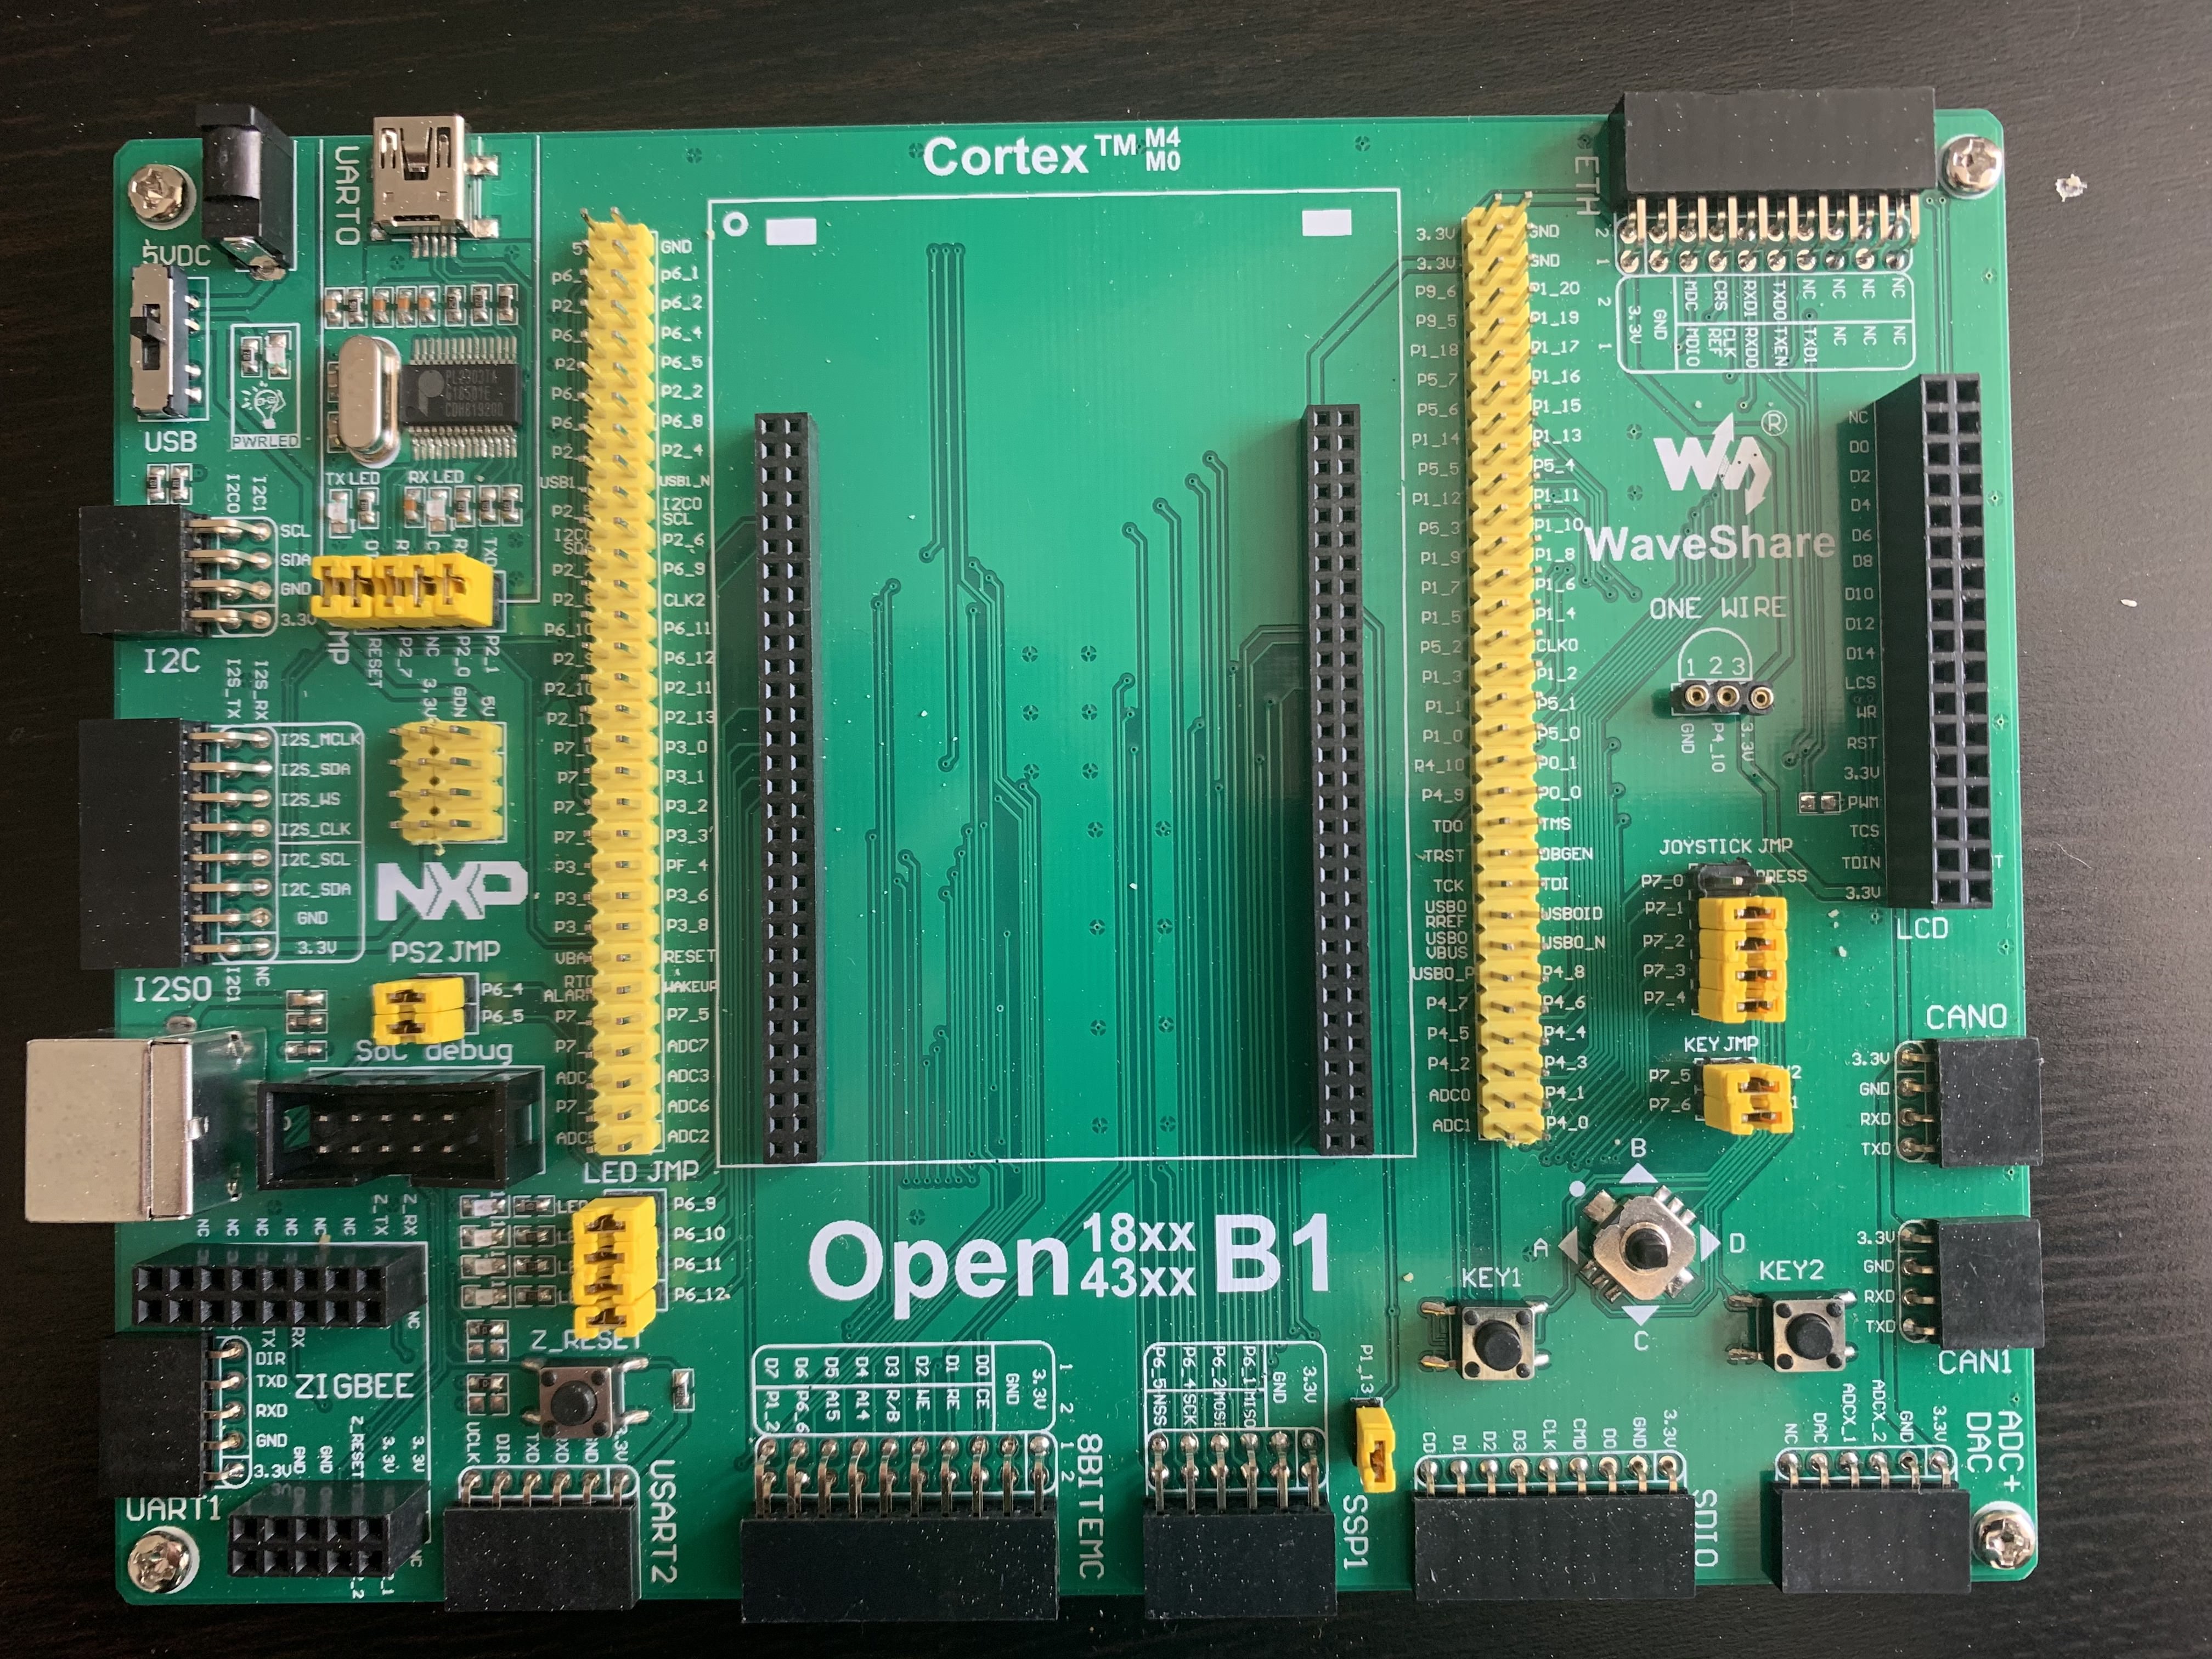 Cortex™ M4
M0
UART0
5VDC
USB
PWRLED
TX LED
RX LED
I2C0
I2C1
SCL
SDA
GND
3.3V
I2C
RESET
P2_7
NC
P2_0
P2_1
3.3V
GDN
5V
I2S_TX
I2S_RX
I2S_MCLK
I2S_SDA
I2S_WS
I2S_CLK
I2C_SCL
I2C_SDA
GND
3.3V
I2C1
NC
I2S0
NXP
PS2 JMP
P6_4
P6_5
SoC debug
GND
P6_1
P6_2
P6_4
P6_5
P2_2
P6_8
P2_4
USB1_N
I2C0
SCL
P2_6
P6_9
CLK2
P6_11
P6_12
P2_11
P2_13
P3_0
P3_1
P3_2
P3_3
PF_4
P3_6
P3_8
RESET
WAKEUP
P7_5
ADC7
ADC3
ADC6
ADC2
LED JMP
P6_9
P6_10
P6_11
P6_12
3.3V GND
3.3V GND
P9_6 P1_20
P9_5 P1_19
P1_18 P1_17
P5_7 P1_16
P5_6 P1_15
P1_14 P1_13
P5_5 P5_4
P1_12 P1_11
P5_3 P1_10
P1_9 P1_8
P1_7 P1_6
P1_5 P1_4
P5_2 CLK0
P1_3 P1_2
P1_1 P5_1
P1_0 P5_0
P4_10 P0_1
P4_9 P0_0
TDO TMS
TRST DBGEN
TCK TDI
USB0
RREF
USB0
VBUS
P4_8
P4_7 P4_6
P4_5 P4_4
P4_2 P4_3
ADC0 P4_1
ADC1 P4_0
ETH
2
1
3.3V
GND
MDC
CRS
RXD1
TXD0
NC
NC
NC
NC
MDIO
REF
CLK
RXD0
TXEN
TXD1
NC
NC
NC
®
WaveShare
ONE WIRE
1 2 3
GND
P4_10
3.3V
NC
D0
D2
D4
D6
D8
D10
D12
D14
LCS
WR
RST
3.3V
PWM
TCS
TDIN
3.3V
LCD
JOYSTICK JMP
P7_0
PRESS
P7_1
P7_2
P7_3
P7_4
KEY JMP
P7_5
P7_6
CAN0
3.3V
GND
RXD
TXD
3.3V
GND
RXD
TXD
CAN1
B
A
D
C
KEY1
KEY2
Open 18xx
43xx B1
NC
NC
NC
NC
NC
NC
Z_TX
Z_RX
ZIGBEE
DIR
TXD
RXD
GND
3.3V
UART1
GND
GND
Z_RESET
3.3V
3.3V
Z_RESET
UCLK
DIR
TXD
USART2
D7
D6
D5
D4
D3
D2
D1
D0
GND
3.3V
1
2
P1_2
P6_6
A15
A14
R/B
WE
RE
CE
1
2
8BITEMC
P6_5
P6_4
P6_2
P6_1
GND
3.3V
NSS
SCK
MOSI
MISO
P1_13
SSP1
CD
D1
D2
D3
CLK
CMD
D0
GND
3.3V
SDIO
NC
DAC
ADCX_1
ADCX_2
GND
3.3V
ADC+
DAC